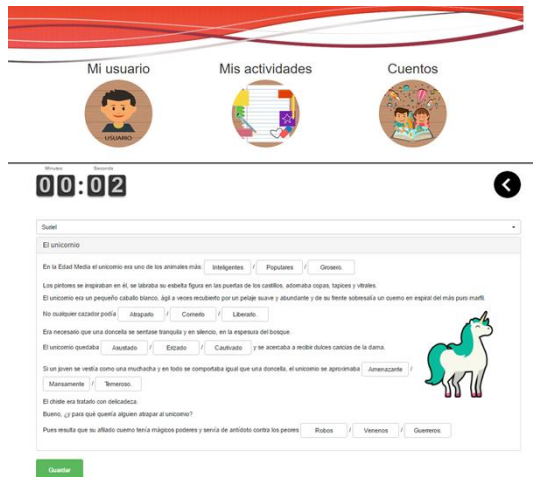 Mi usuario Mis actividades Cuentos
USUARIO
Minutes Seconds
00:02
Sutiel
El unicornio
En la Edad Media el unicornio era uno de los animales más: Inteligentes / Populares / Grosero.
Los pintores se inspiraban en él, se labraba su esbelta figura en las puertas de los castillos, adornaba copas, tapices y vitrales.
El unicornio era un pequeño caballo blanco, ágil a veces recubierto por un pelaje suave y abundante y de su frente sobresalía un cuerno en espiral del más puro marfil.
No cualquier cazador podía Atraparlo / Comerlo / Liberarlo.
Era necesario que una doncella se sentase tranquila y en silencio, en la espesura del bosque.
El unicornio quedaba Asustado / Erizado / Cautivado y se acercaba a recibir dulces caricias de la dama.
Si un joven se vestía como una muchacha y en todo se comportaba igual que una doncella, el unicornio se aproximaba Amenazante /
Mansamente / Temeroso.
El chiste era tratarlo con delicadeza.
Bueno, ¿y para qué quería alguien atrapar al unicornio?
Pues resulta que su afilado cuerno tenía mágicos poderes y servía de antídoto contra los peores Robos / Venenos / Guerreros.
Guardar